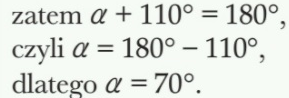 zatem α + 110° = 180°,
czyli α = 180° – 110°,
dlatego α = 70°.